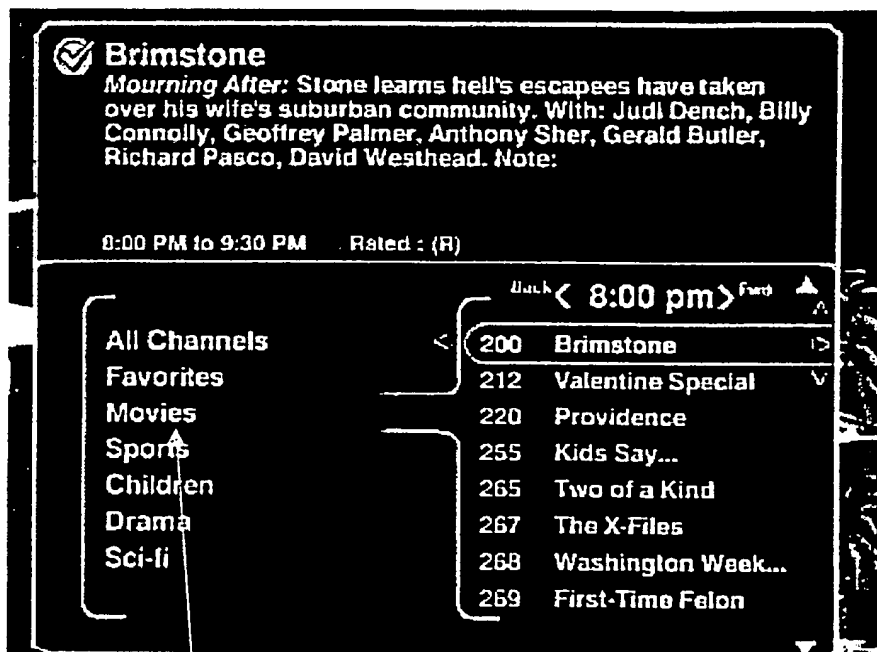 Brimstone
Mourning After: Stone learns hell's escapees have taken
over his wife's suburban community. With: Judi Dench, Billy
Connolly, Geoffrey Palmer, Anthony Sher, Gerald Butler,
Richard Pasco, David Westhead. Note:
8:00 PM to 9:30 PM Rated : (R)
Back < 8:00 pm > Fwd
All Channels
Favorites
Movies
Sports
Children
Drama
Sci-fi
200 Brimstone
212 Valentine Special
220 Providence
255 Kids Say...
265 Two of a Kind
267 The X-Files
268 Washington Week...
269 First-Time Felon